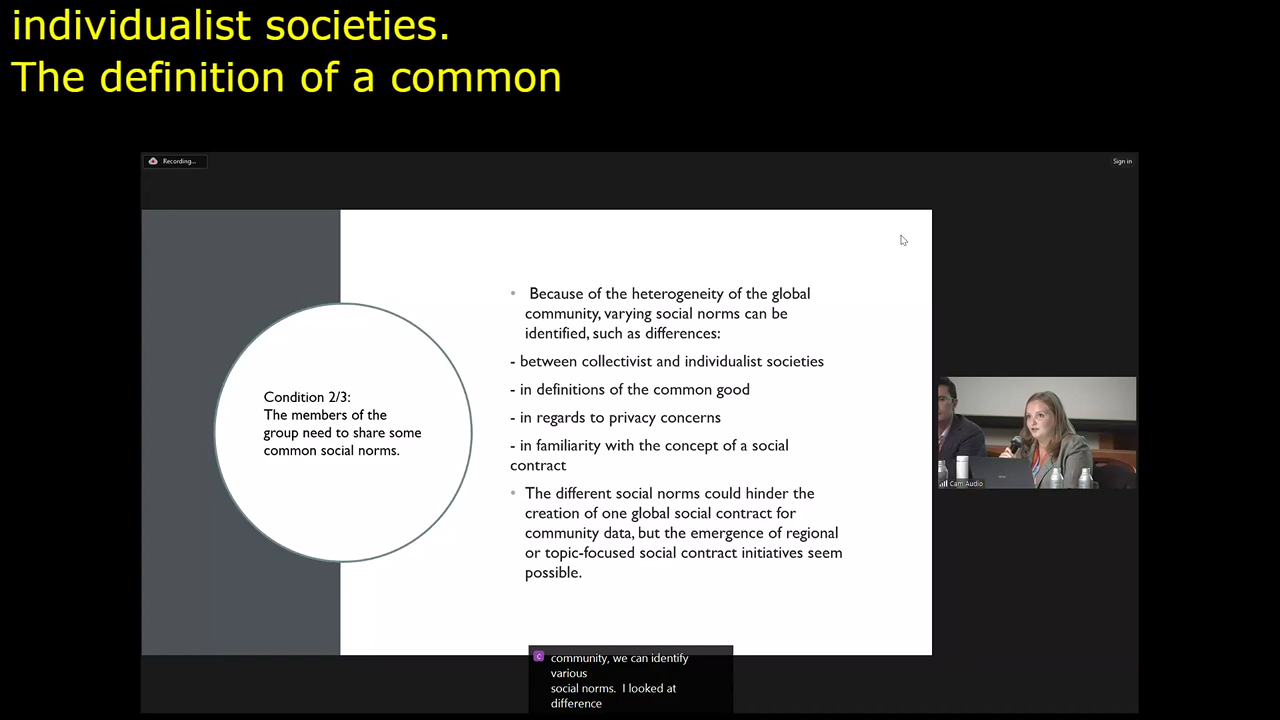 individualist societies.
The definition of a common
Recording...
Sign in
Because of the heterogeneity of the global
community, varying social norms can be
identified, such as differences:
- between collectivist and individualist societies
- in definitions of the common good
- in regards to privacy concerns
- in familiarity with the concept of a social
contract
The different social norms could hinder the
creation of one global social contract for
community data, but the emergence of regional
or topic-focused social contract initiatives seem
possible.
Condition 2/3:
The members of the
group need to share some
common social norms.
Cam Audio
C
community, we can identify
various
social norms. I looked at
difference